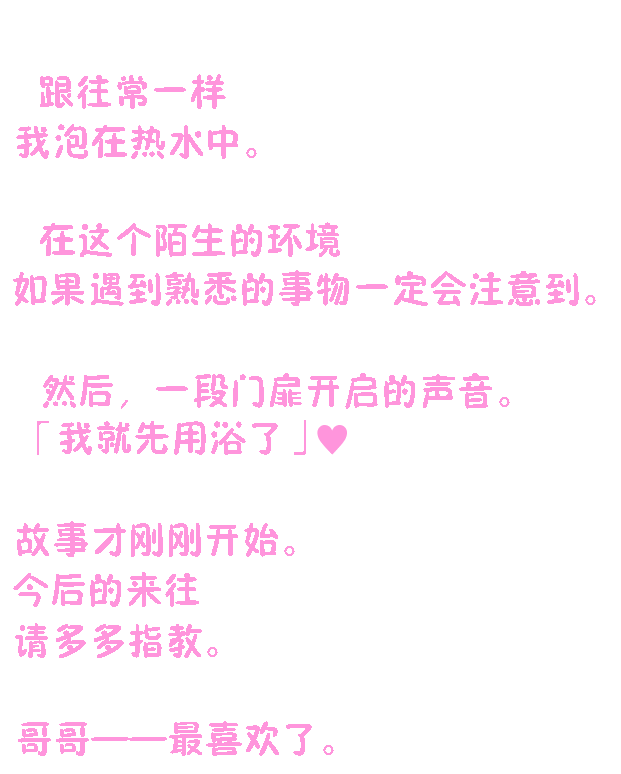 跟往常一样
我泡在热水中。
在这个陌生的环境
如果遇到熟悉的事物一定会注意到。
然后，一段门扉开启的声音。
「我就先用浴了」♥
故事才刚刚开始。
今后的来往
请多多指教。
哥哥——最喜欢了。